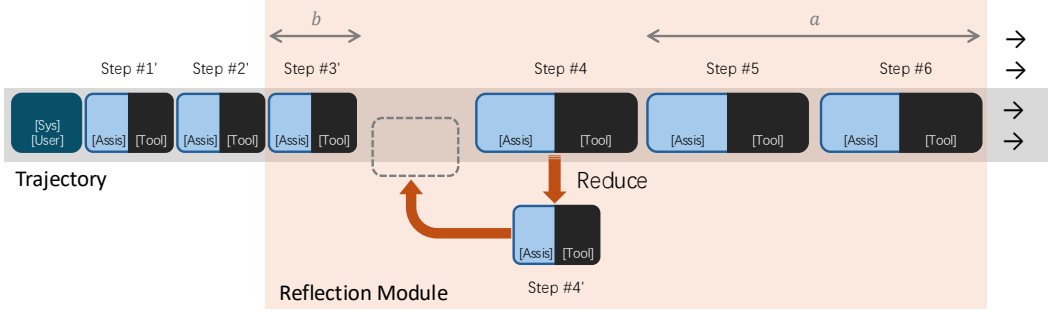 b
a
Step #1'
Step #2'
Step #3'
Step #4
Step #5
Step #6
[Sys]
[User]
[Assis]
[Tool]
[Assis]
[Tool]
[Assis]
[Tool]
[Assis]
[Tool]
[Assis]
[Tool]
[Assis]
[Tool]
Trajectory
Reduce
[Assis]
[Tool]
Step #4'
Reflection Module